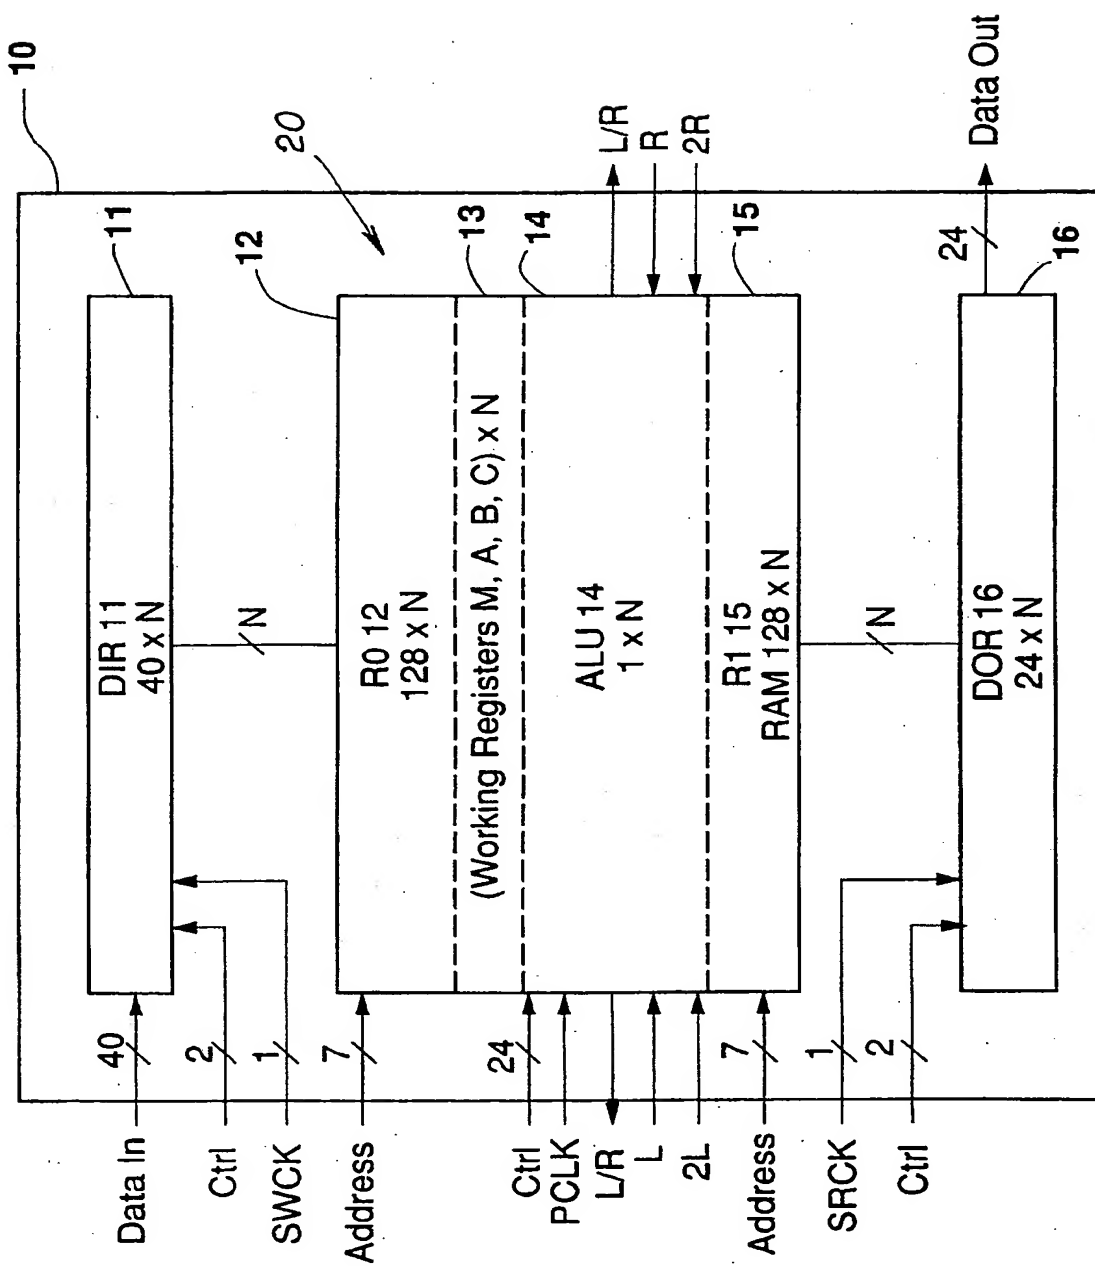 10
20
11
12
13
14
15
16
DIR 11
40 x N
N
R0 12
128 x N
(Working Registers M, A, B, C) x N
ALU 14
1 x N
R1 15
RAM 128 x N
N
DOR 16
24 x N
Data In
40
Ctrl
2
SWCK
1
Address
7
Ctrl
24
PCLK
L/R
L
2L
Address
7
SRCK
1
Ctrl
2
L/R
R
2R
24
Data Out